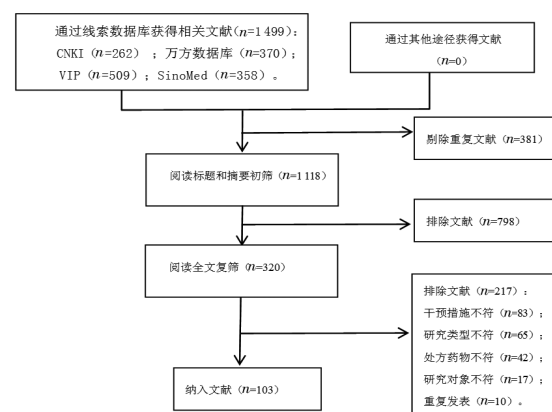 通过线索数据库获得相关文献(n=1 499)：
CNKI（n=262）；万方数据库（n=370）；
VIP（n=509）；SinoMed（n=358）。
通过其他途径获得文献
（n=0）
剔除重复文献（n=381）
阅读标题和摘要初筛（n=1 118）
排除文献（n=798）
阅读全文复筛（n=320）
排除文献（n=217）：
干预措施不符（n=83）；
研究类型不符（n=65）；
处方药物不符（n=42）；
研究对象不符（n=17）；
重复发表（n=10）。
纳入文献（n=103）